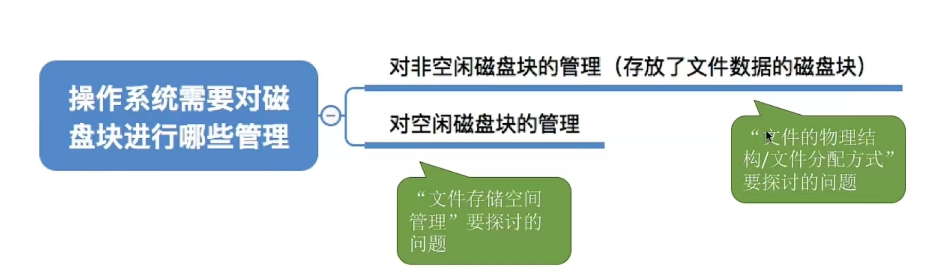 操作系统需要对磁
盘块进行哪些管理
对非空闲磁盘块的管理（存放了文件数据的磁盘块）
对空闲磁盘块的管理
“文件的物理结
构/文件分配方式”
要探讨的问题
“文件存储空间
管理”要探讨的
问题